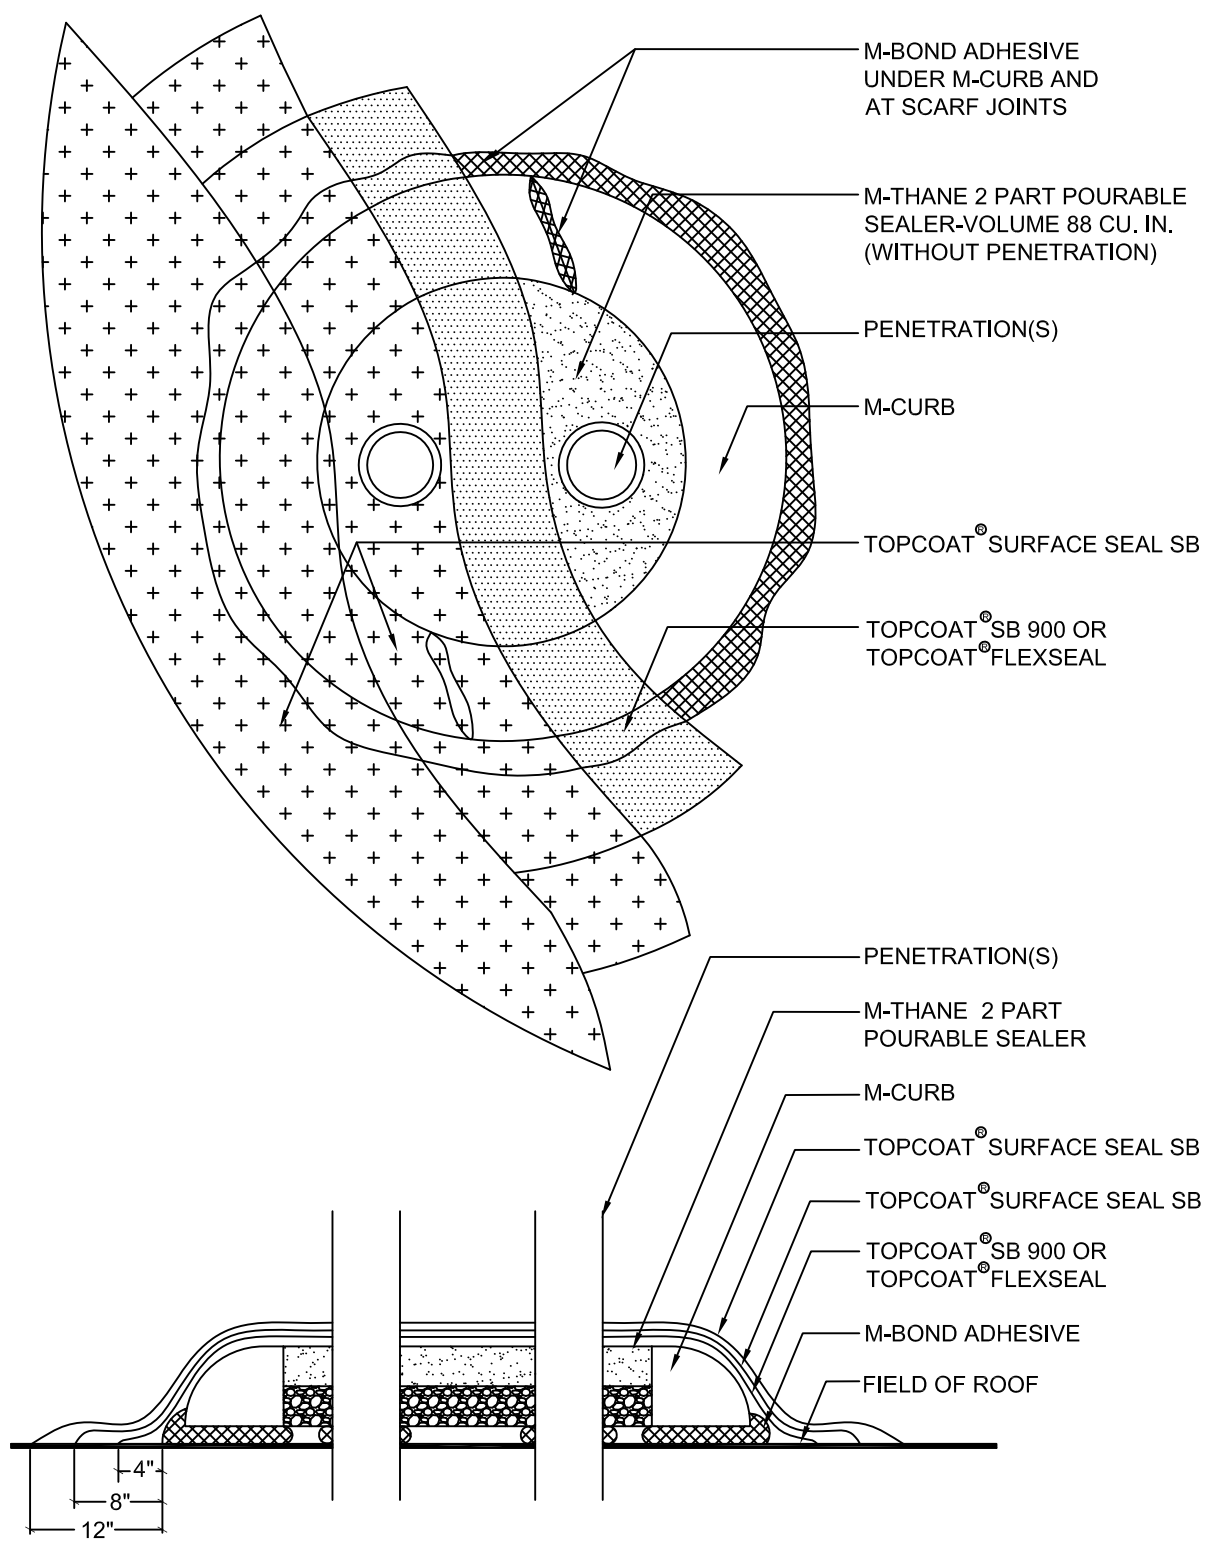 M-BOND ADHESIVE
UNDER M-CURB AND
AT SCARF JOINTS
M-THANE 2 PART POURABLE
SEALER-VOLUME 88 CU. IN.
(WITHOUT PENETRATION)
PENETRATION(S)
M-CURB
TOPCOAT® SURFACE SEAL SB
TOPCOAT® SB 900 OR
TOPCOAT® FLEXSEAL
PENETRATION(S)
M-THANE 2 PART
POURABLE SEALER
M-CURB
TOPCOAT® SURFACE SEAL SB
TOPCOAT® SURFACE SEAL SB
TOPCOAT® SB 900 OR
TOPCOAT® FLEXSEAL
M-BOND ADHESIVE
FIELD OF ROOF
4"
8"
12"